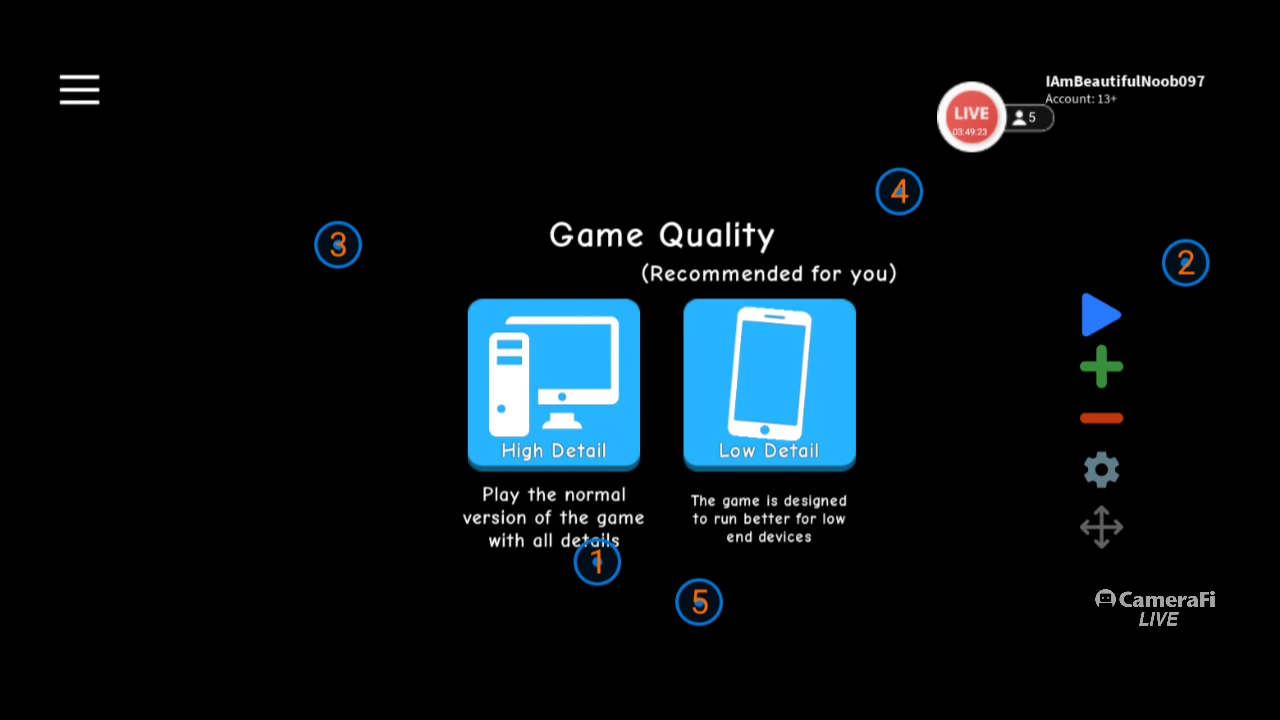 IAmBeautifulNoob097
Account: 13+
LIVE
03:49:23
5
4
3
Game Quality
2
(Recommended for you)
High Detail
Low Detail
Play the normal
version of the game
with all details
The game is designed
to run better for low
end devices
1
5
CameraFi
LIVE